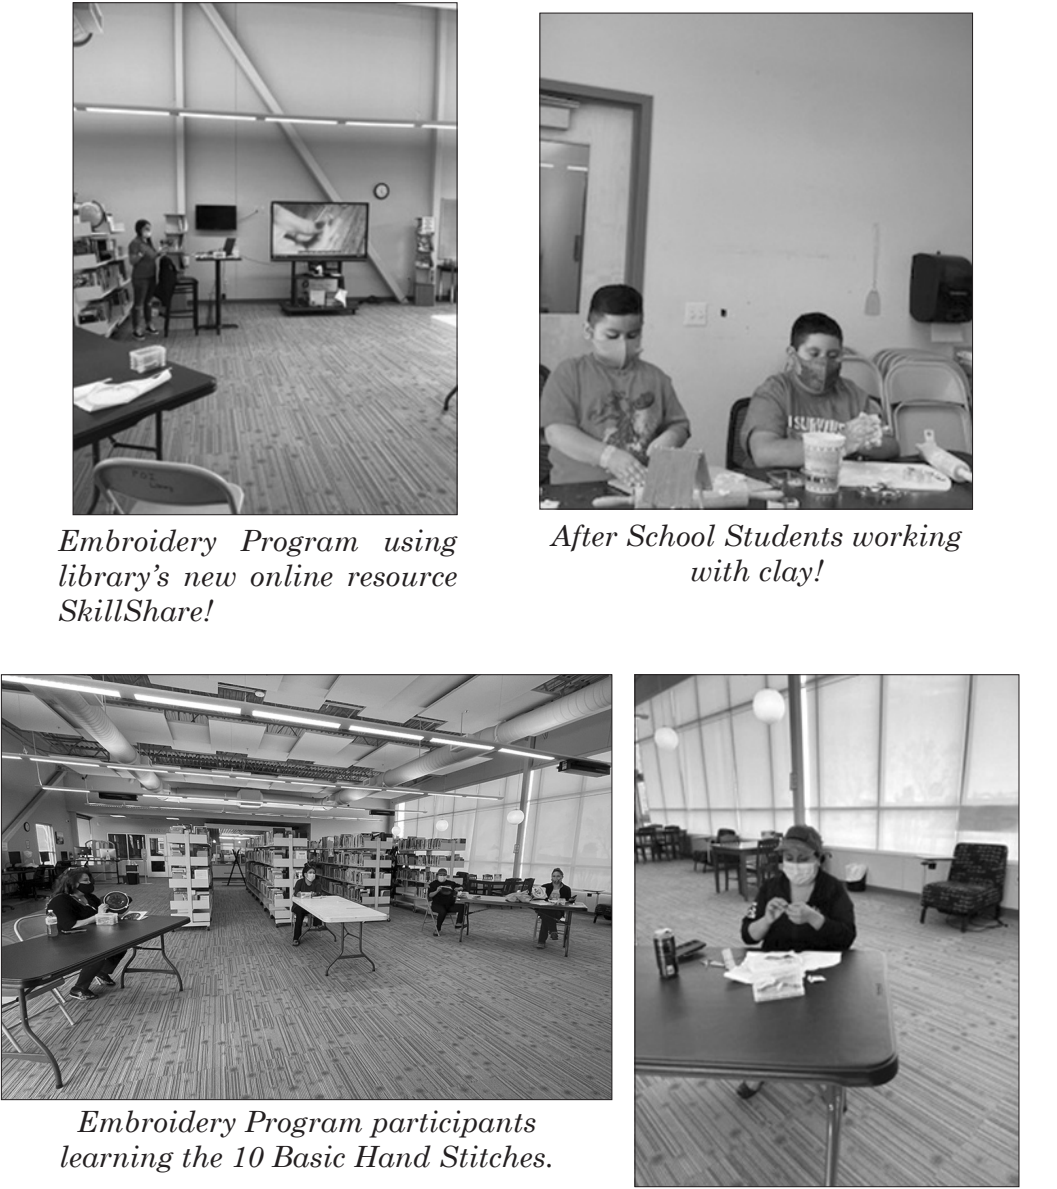 Embroidery Program using
library's new online resource
SkillShare!
After School Students working
with clay!
I SURVIVED
Embroidery Program participants
learning the 10 Basic Hand Stitches.